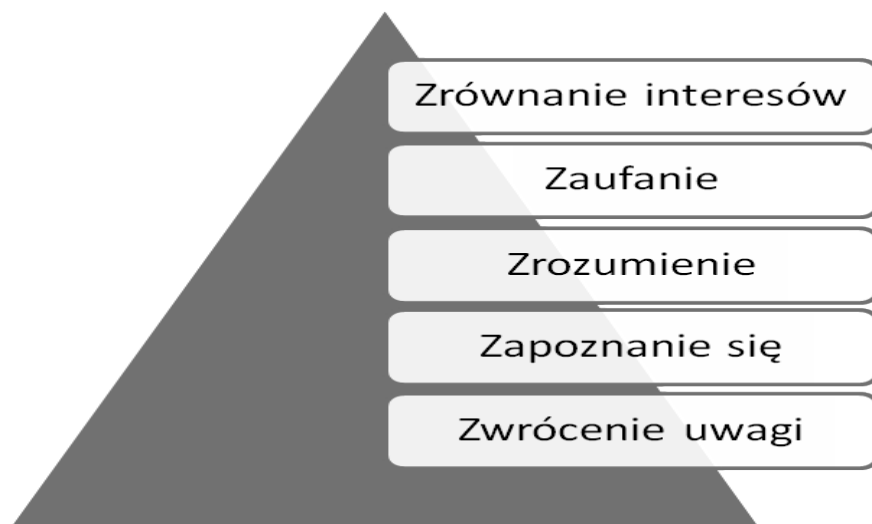 Zrównanie interesów
Zaufanie
Zrozumienie
Zapoznanie się
Zwrócenie uwagi